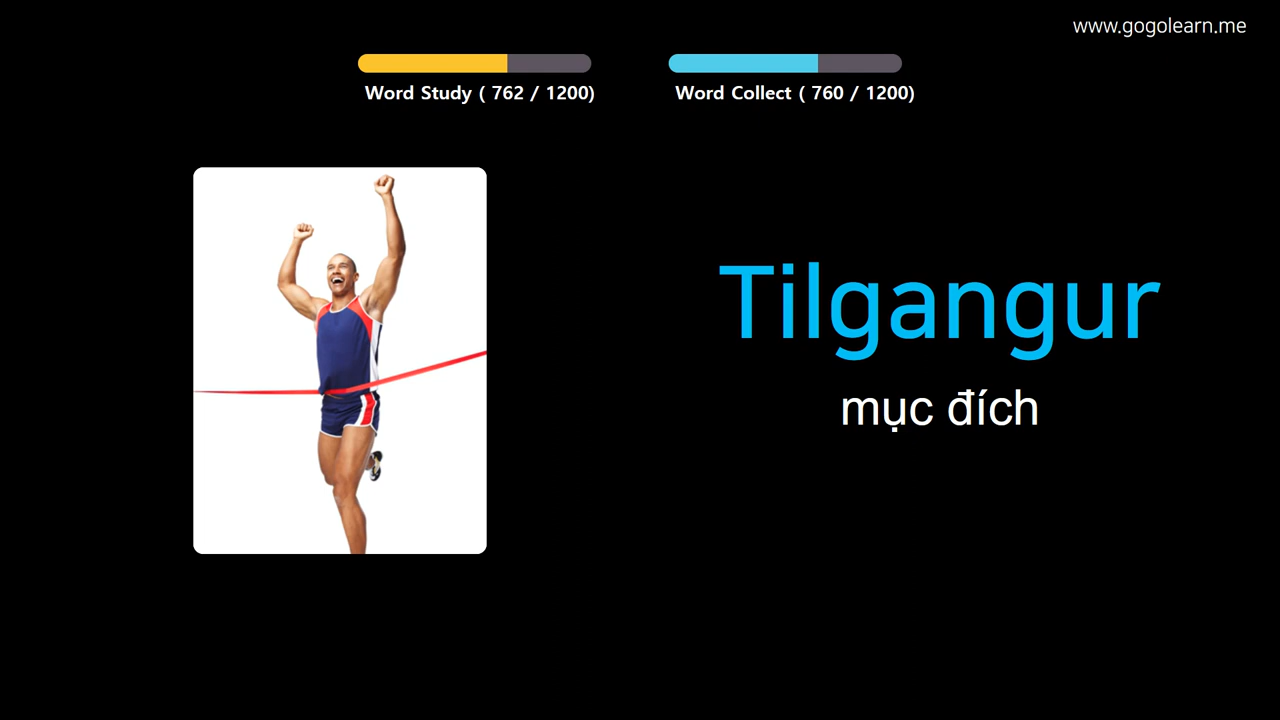 www.gogolearn.me
Word Study ( 762 / 1200)
Word Collect ( 760 / 1200)
Tilgangur
mục đích